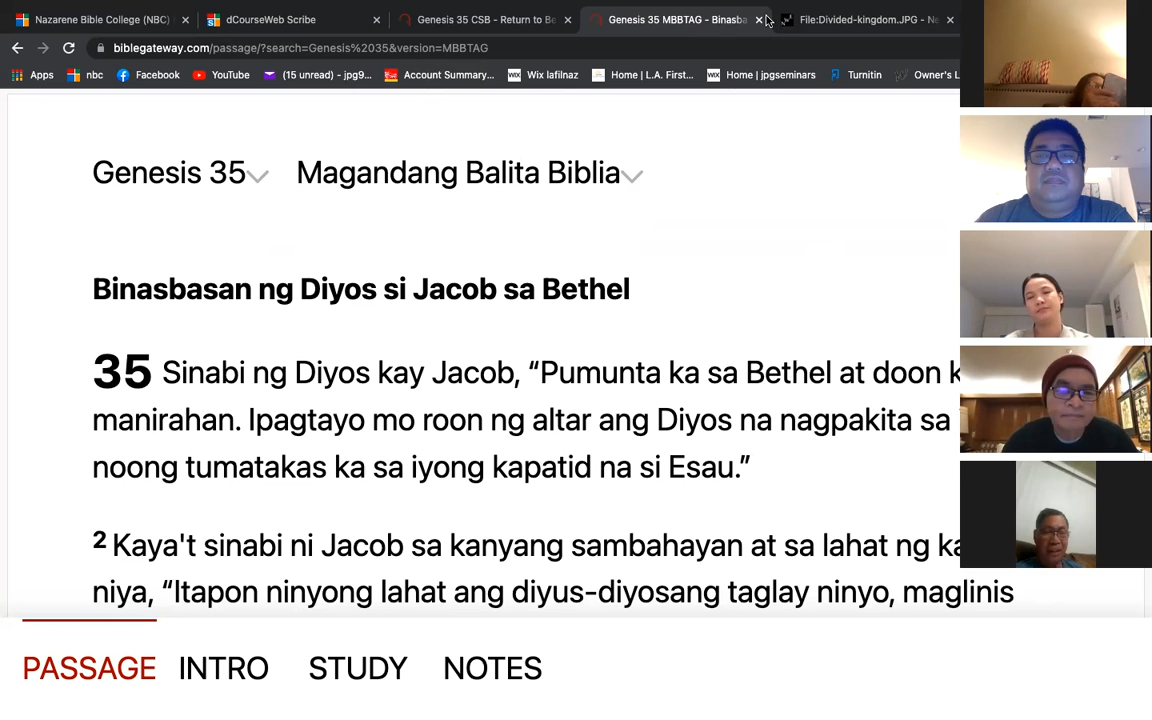 Nazarene Bible College (NBC)
dCourseWeb Scribe
Genesis 35 CSB - Return to Be
Genesis 35 MBBTAG - Binasba
File:Divided-kingdom.JPG - Ne
biblegateway.com/passage/?search=Genesis%2035&version=MBBTAG
Apps nbc Facebook YouTube (15 unread) - jpg9... Account Summary... Wix lafilnaz Home | L.A. First... Home | jpgseminars Turnitin Owner's L
Genesis 35 Magandang Balita Biblia
Binasbasan ng Diyos si Jacob sa Bethel
35 Sinabi ng Diyos kay Jacob, “Pumunta ka sa Bethel at doon k
manirahan. Ipagtayo mo roon ng altar ang Diyos na nagpakita sa
noong tumatakas ka sa iyong kapatid na si Esau.”
2 Kaya't sinabi ni Jacob sa kanyang sambahayan at sa lahat ng ka
niya, “Itapon ninyong lahat ang diyus-diyosang taglay ninyo, maglinis
PASSAGE INTRO STUDY NOTES